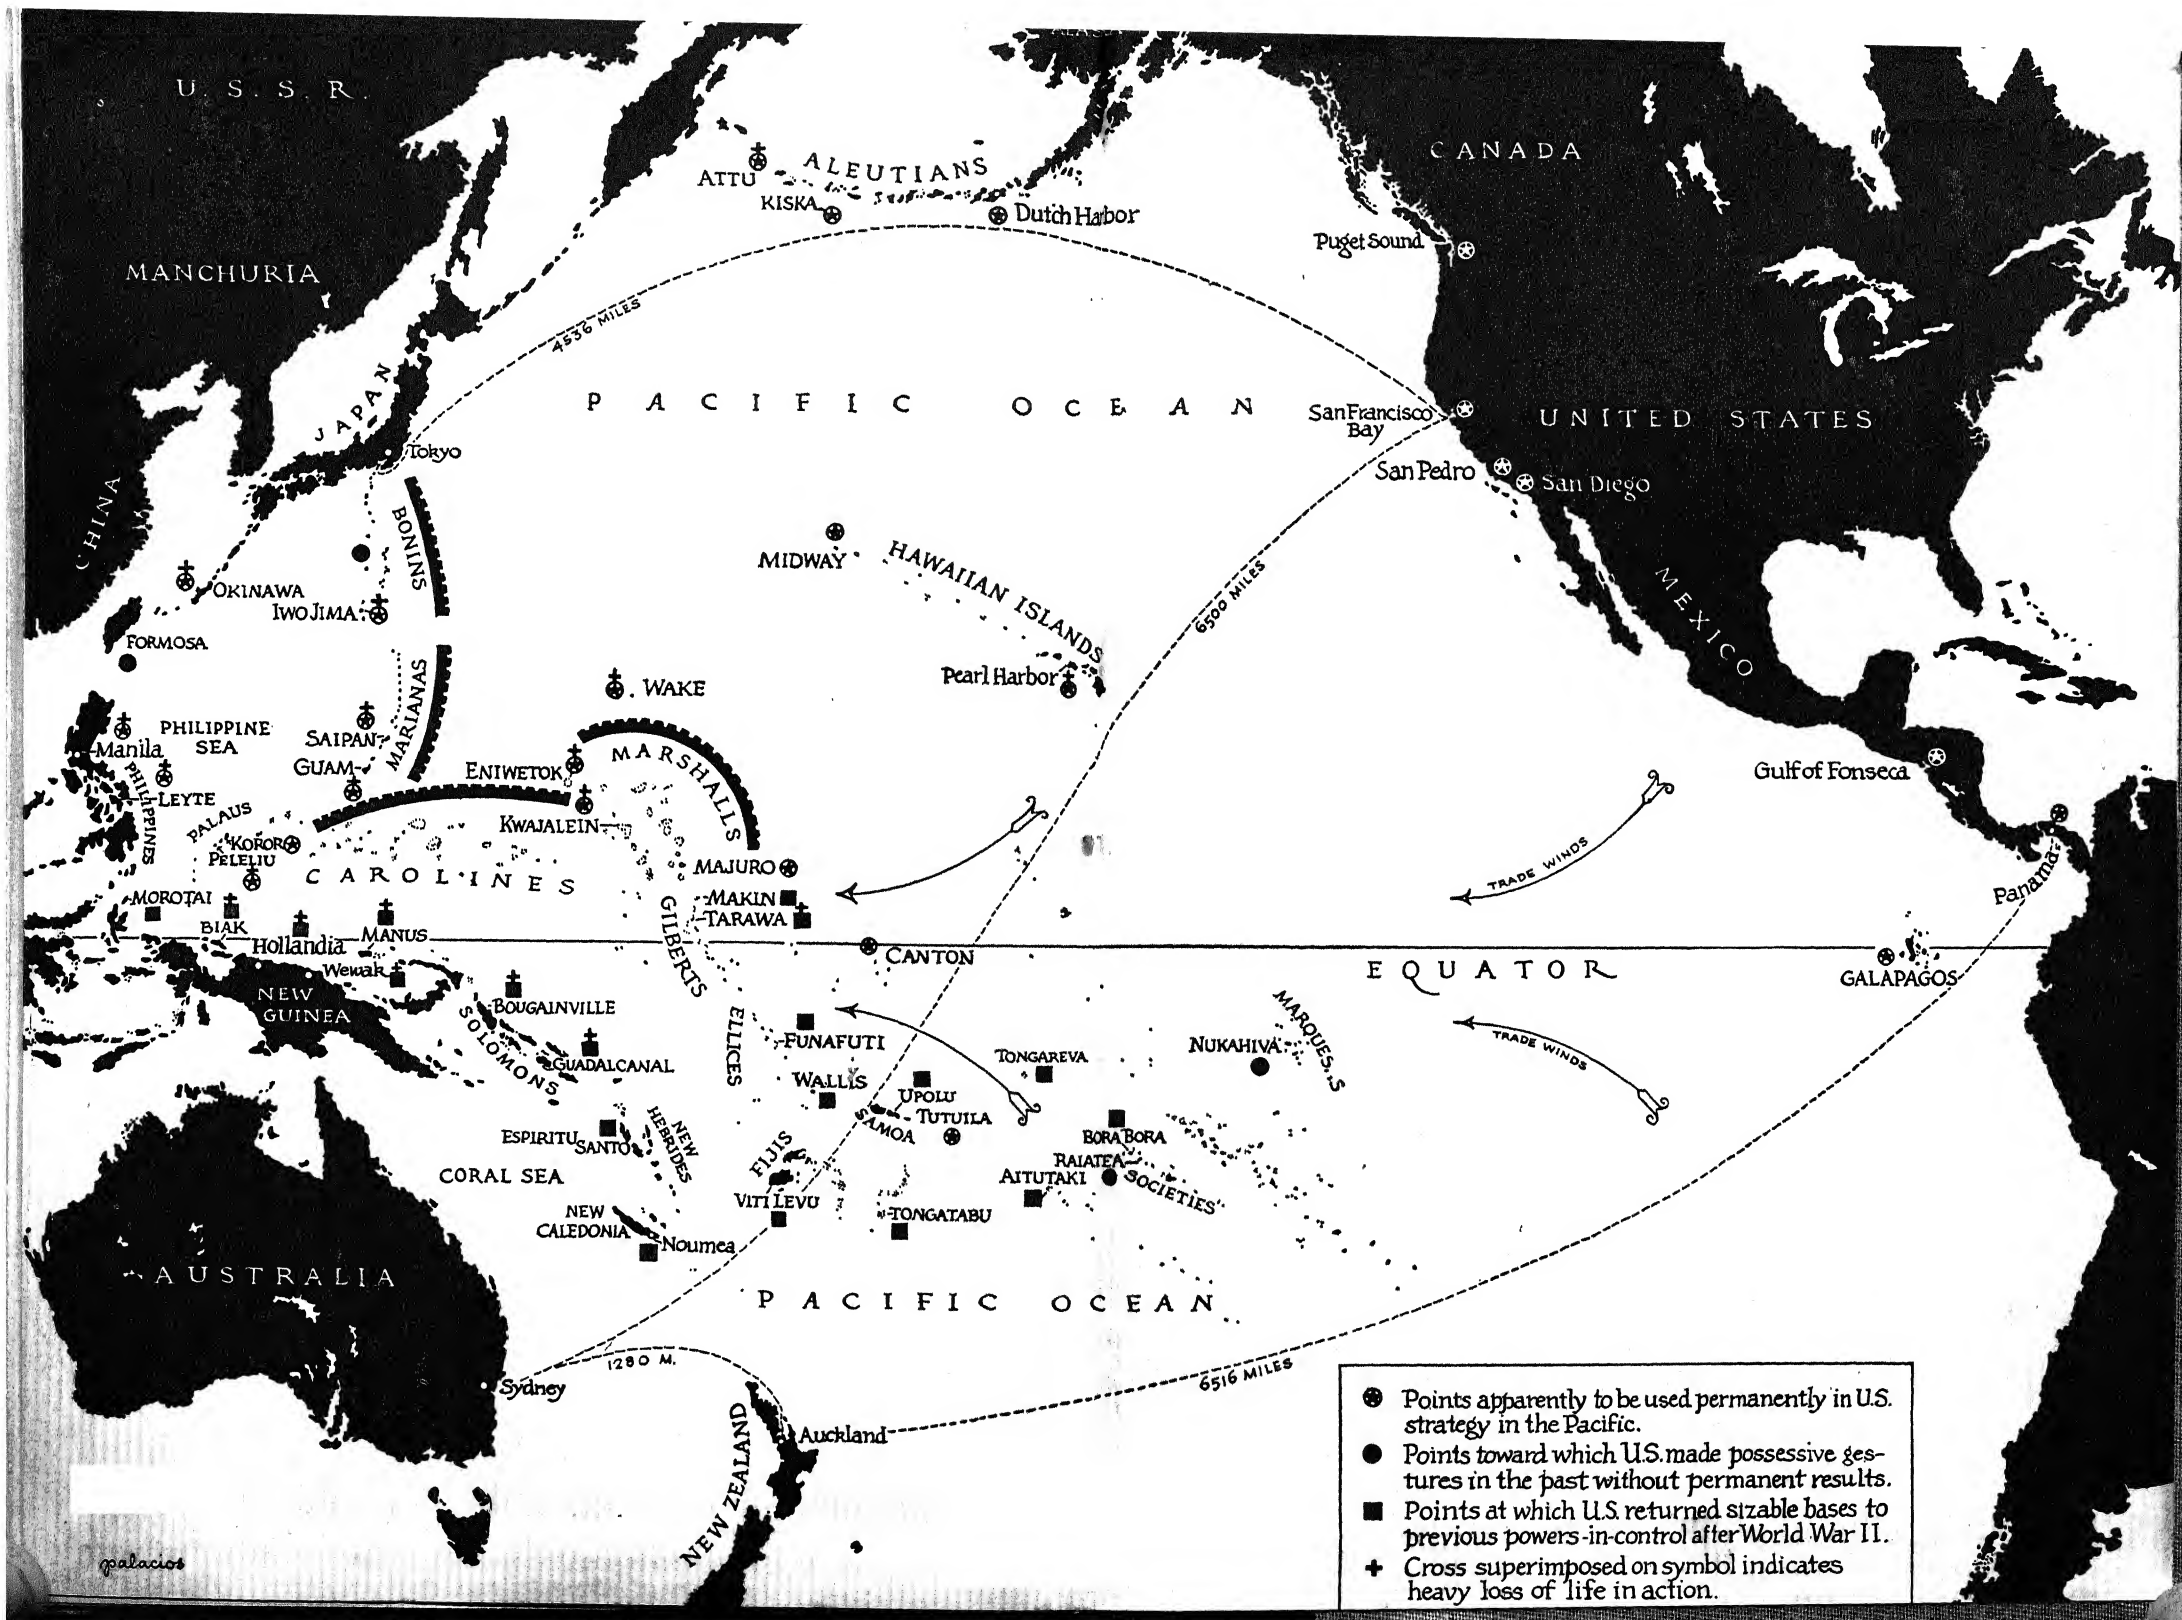 U. S. S. R.
CANADA
ATTU
ALEUTIANS
KISKA
Dutch Harbor
Puget Sound
MANCHURIA
4536 MILES
JAPAN
PACIFIC OCEAN
San Francisco
Bay
UNITED STATES
Tokyo
San Pedro
San Diego
CHINA
BONINS
MIDWAY
HAWAIIAN ISLANDS
6500 MILES
MEXICO
OKINAWA
IWO JIMA
FORMOSA
Pearl Harbor
WAKE
MARIANAS
PHILIPPINE
SEA
Manila
SAIPAN
GUAM
ENIWETOK
MARSHALLS
Gulf of Fonseca
PHILIPPINES
LEYTE
PALAUS
KOROR
PELELIU
KWAJALEIN
CAROLINES
MAJURO
TRADE WINDS
Panama
MOROTAI
MAKIN
TARAWA
BIAK
GILBERTS
Hollandia
MANUS
CANTON
EQUATOR
GALAPAGOS
Wewak
NEW
GUINEA
BOUGAINVILLE
SOLOMONS
GUADALCANAL
ELLICES
FUNAFUTI
MARQUES..S
NUKAHIVA
TRADE WINDS
TONGAREVA
WALLIS
UPOLU
TUTUILA
SAMOA
ESPIRITU
SANTO
NEW
HEBRIDES
BORA BORA
RAIATEA
SOCIETIES
AITUTAKI
FIJIS
CORAL SEA
VITI LEVU
TONGATABU
NEW
CALEDONIA
Noumea
AUSTRALIA
PACIFIC OCEAN
1280 M.
Sydney
6516 MILES
Auckland
NEW ZEALAND
Points apparently to be used permanently in U.S.
strategy in the Pacific.
Points toward which U.S. made possessive ges-
tures in the past without permanent results.
Points at which U.S. returned sizable bases to
previous powers-in-control after World War II.
Cross superimposed on symbol indicates
heavy loss of life in action.
palacios